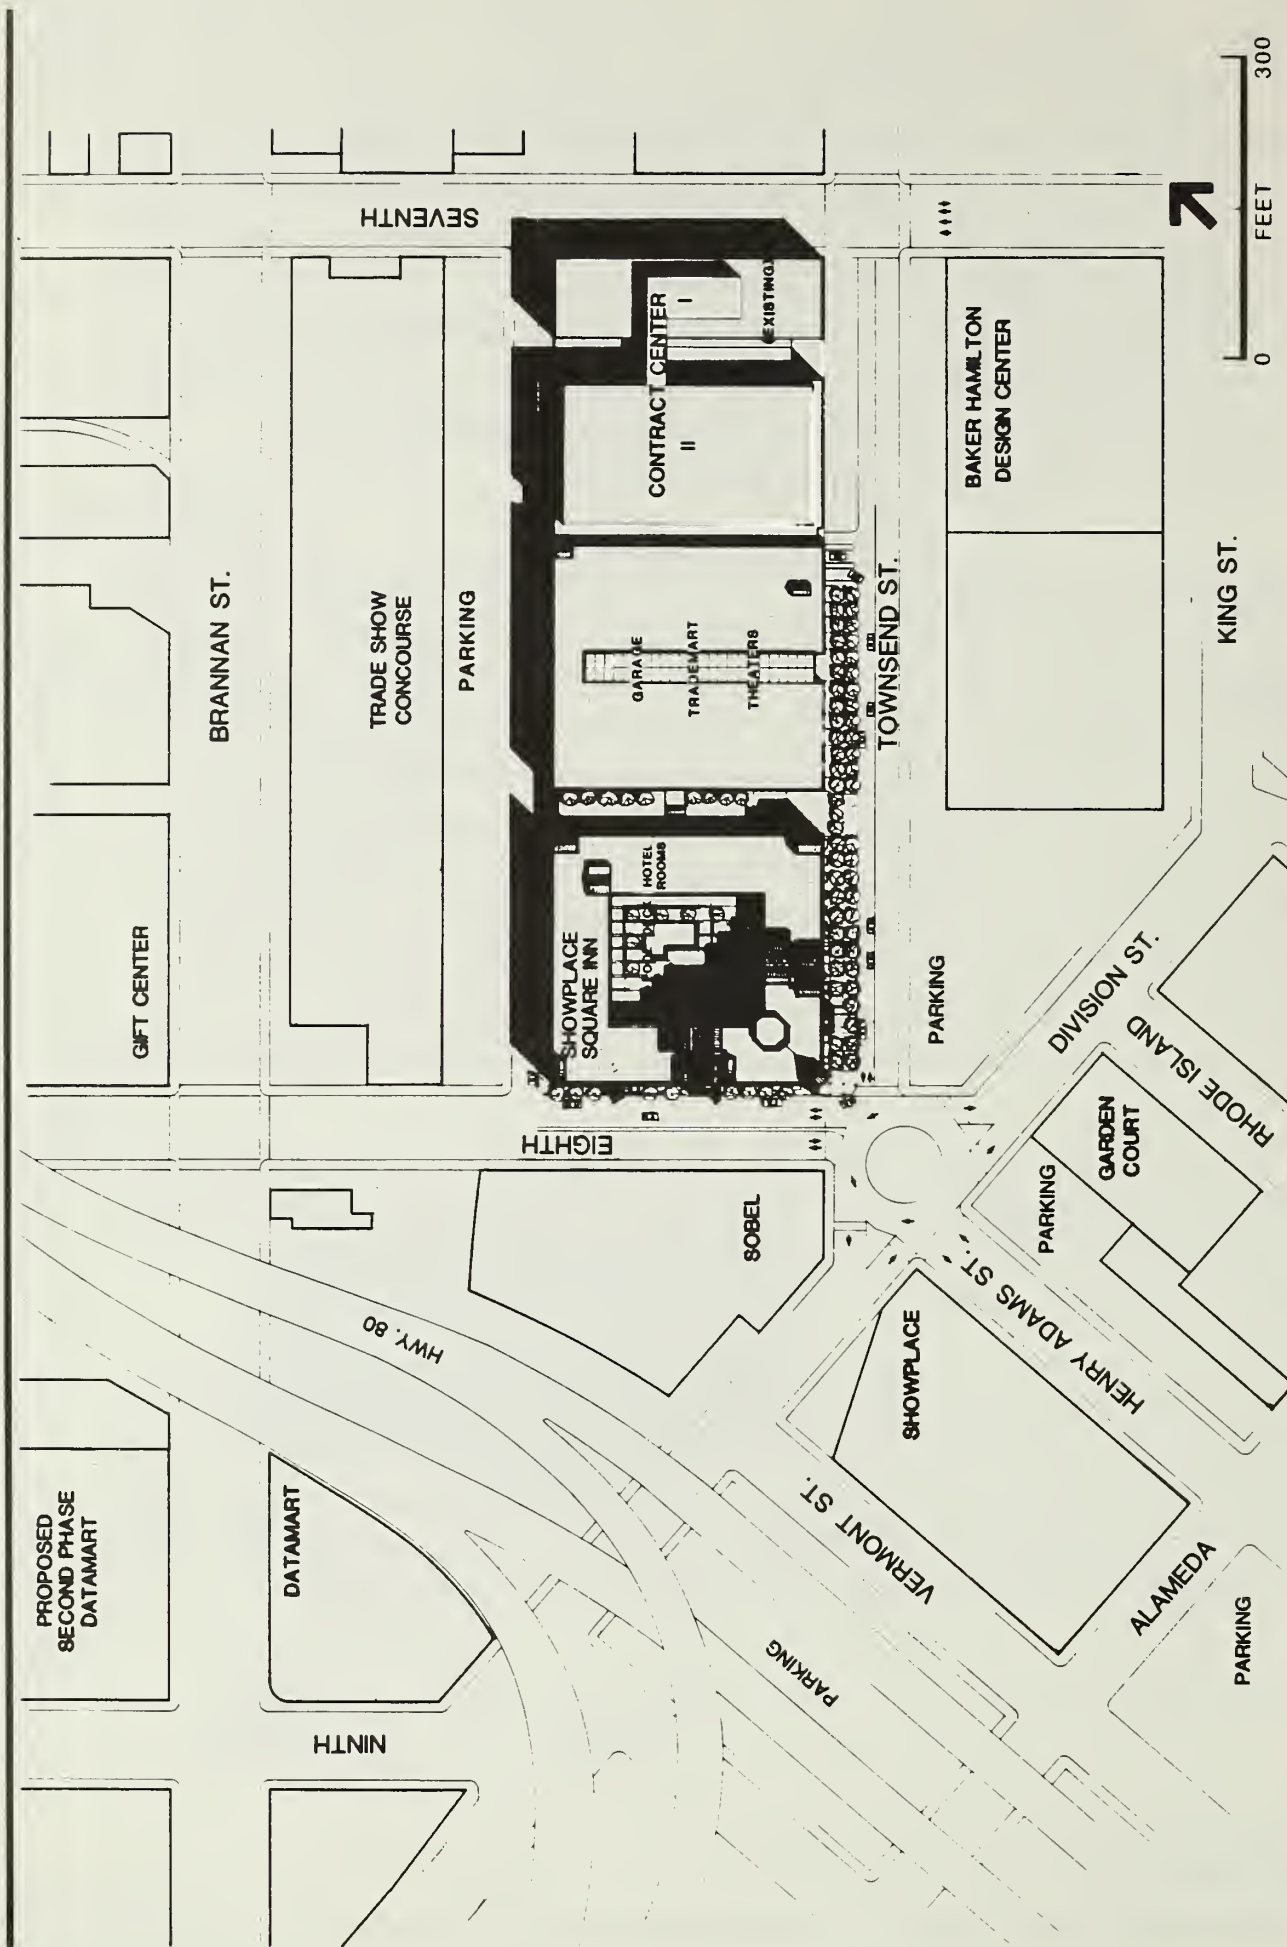 PROPOSED
SECOND PHASE
DATAMART
GIFT CENTER
BRANNAN ST.
NINTH
DATAMART
HWY. 80
EIGHTH
TRADE SHOW
CONCOURSE
PARKING
SEVENTH
SHOWPLACE
SQUARE INN
HOTEL
ROOMS
GARAGE
TRADEMART
THEATERS
CONTRACT CENTER
II
I
(EXISTING)
SOBEL
TOWNSEND ST.
PARKING
VERMONT ST.
SHOWPLACE
PARKING
BAKER HAMILTON
DESIGN CENTER
HENRY ADAMS ST.
PARKING
GARDEN
COURT
DIVISION ST.
RHODE ISLAND
KING ST.
ALAMEDA
PARKING
0
FEET
300